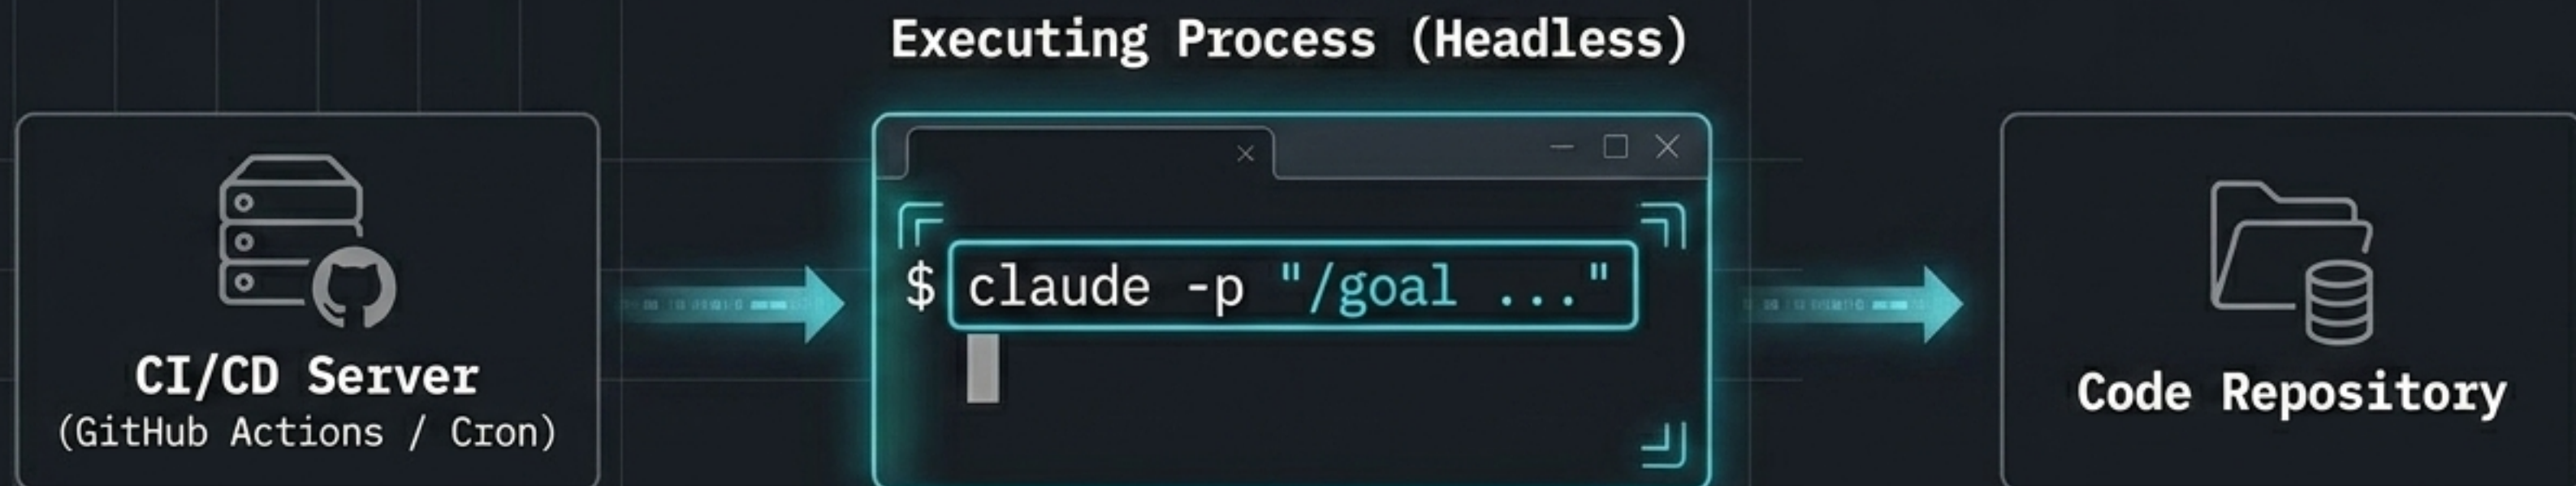 Executing Process (Headless)
$ claude -p "/goal ..."
CI/CD Server
(GitHub Actions / Cron)
Code Repository